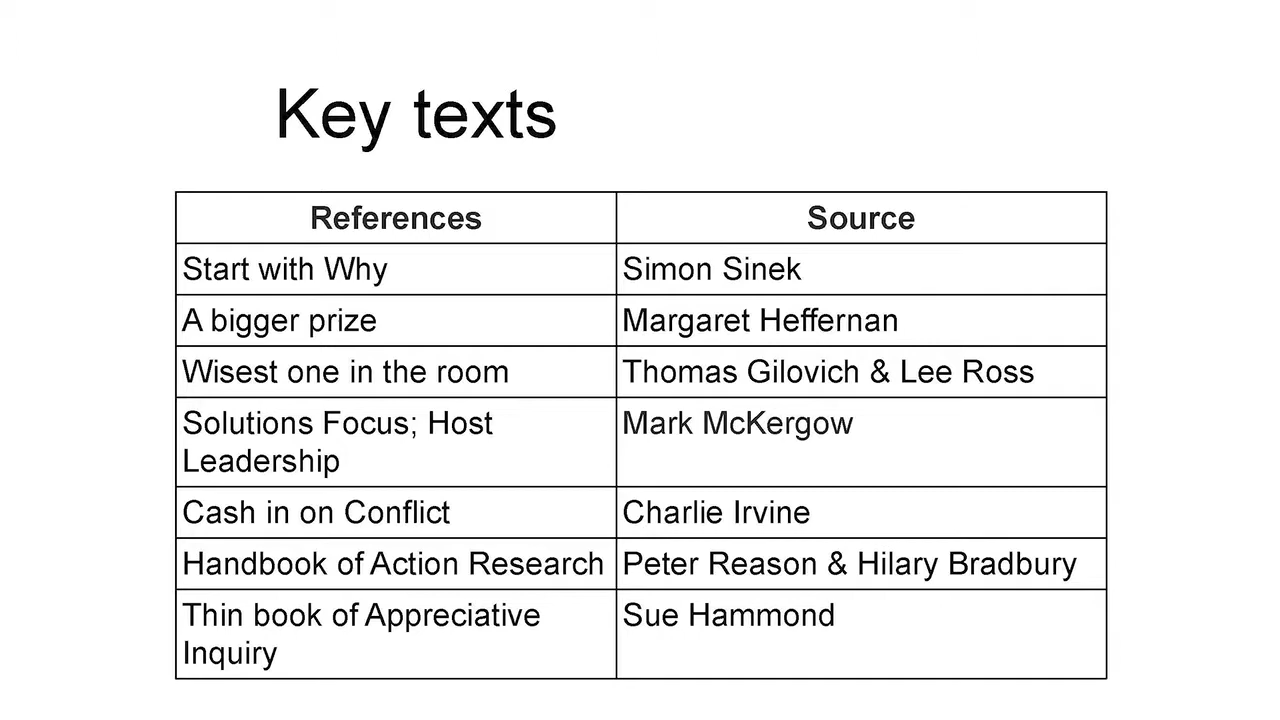 Key texts
References Source
Start with Why Simon Sinek
A bigger prize Margaret Heffernan
Wisest one in the room Thomas Gilovich & Lee Ross
Solutions Focus; Host Mark McKergow
Leadership
Cash in on Conflict Charlie Irvine
Handbook of Action Research Peter Reason & Hilary Bradbury
Thin book of Appreciative Sue Hammond
Inquiry